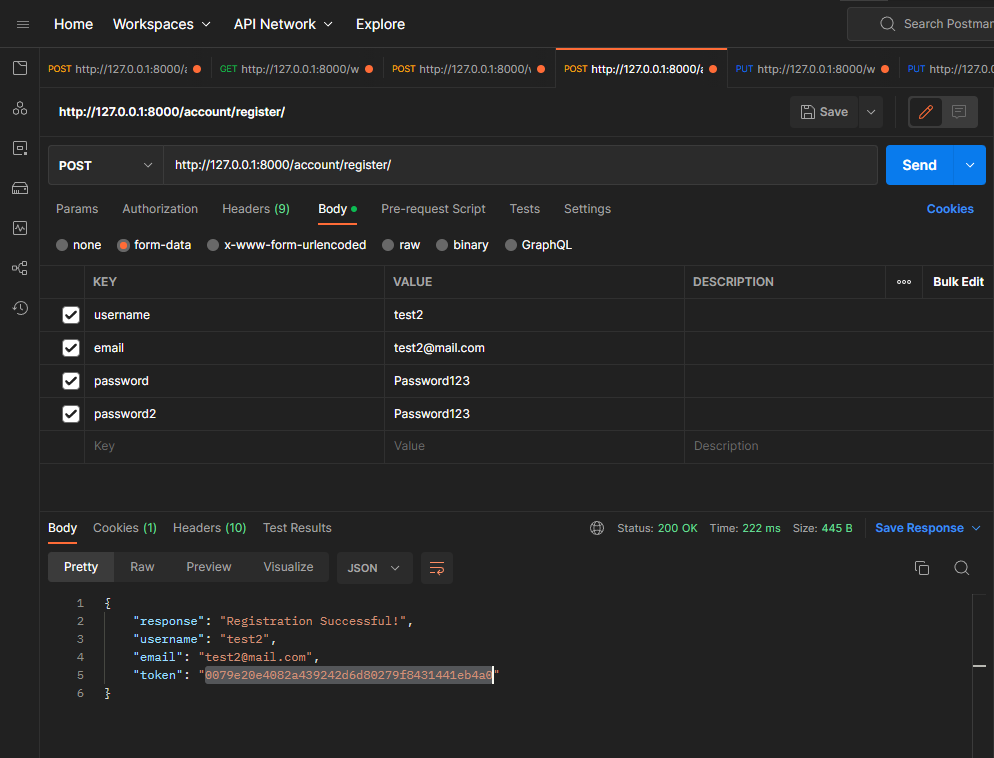 Home Workspaces API Network Explore Search Postman
POST http://127.0.0.1:8000/a GET http://127.0.0.1:8000/w POST http://127.0.0.1:8000/ POST http://127.0.0.1:8000/a PUT http://127.0.0.1:8000/w PUT http://127.0.0.1:8000
http://127.0.0.1:8000/account/register/ Save
POST http://127.0.0.1:8000/account/register/ Send
Params Authorization Headers (9) Body Pre-request Script Tests Settings Cookies
none form-data x-www-form-urlencoded raw binary GraphQL
KEY VALUE DESCRIPTION Bulk Edit
username test2
email test2@mail.com
password Password123
password2 Password123
Key Value Description
Body Cookies (1) Headers (10) Test Results Status: 200 OK Time: 222 ms Size: 445 B Save Response
Pretty Raw Preview Visualize JSON
1 {
2 "response": "Registration Successful!",
3 "username": "test2",
4 "email": "test2@mail.com",
5 "token": "0079e20e4082a439242d6d80279f8431441eb4a0"
6 }